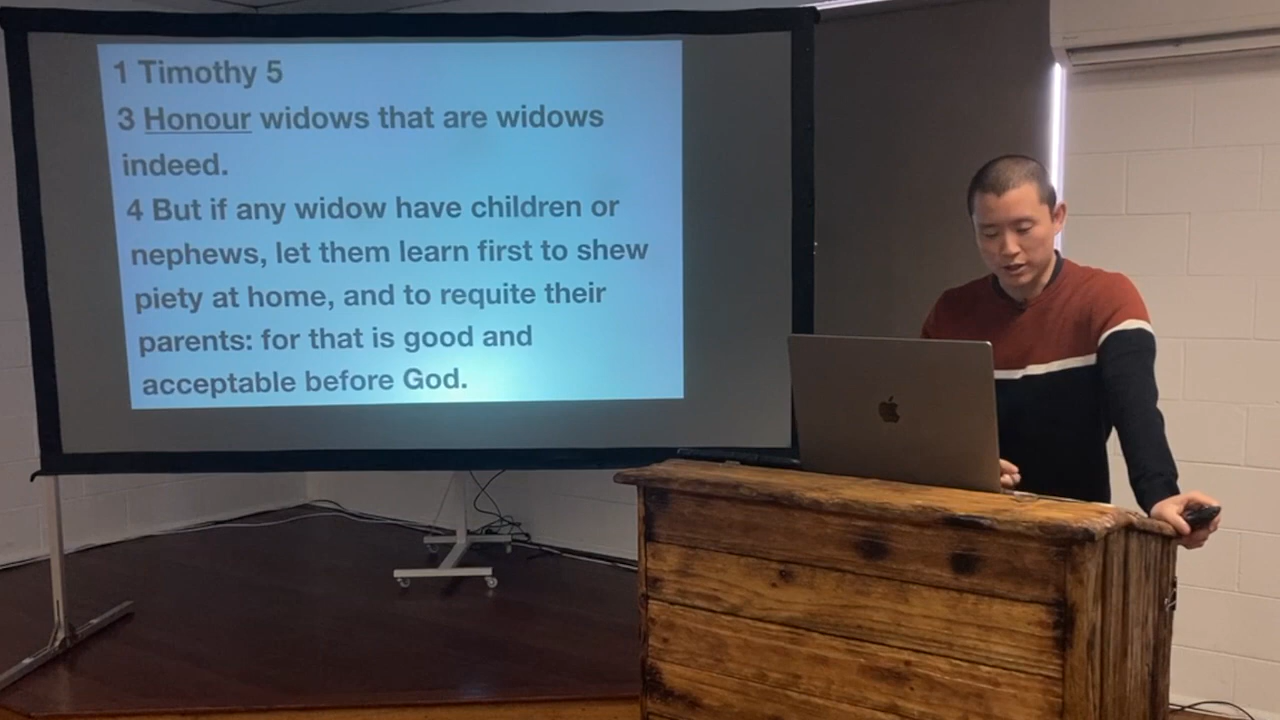 1 Timothy 5
3 Honour widows that are widows
indeed.
4 But if any widow have children or
nephews, let them learn first to shew
piety at home, and to requite their
parents: for that is good and
acceptable before God.